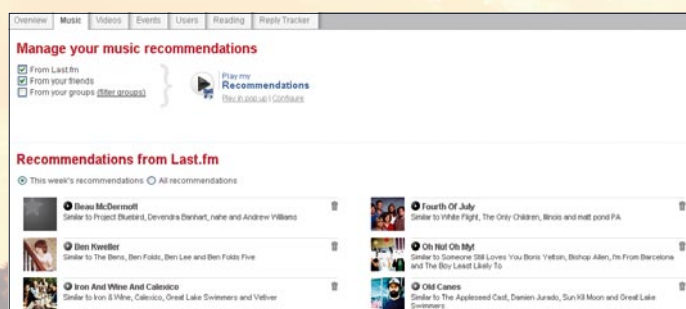 Overview Music Videos Events Users Reading Reply Tracker
Manage your music recommendations
From Last.fm
From your friends
From your groups (filter groups)
Play my
Recommendations
Play in pop up | Configure
Recommendations from Last.fm
This week's recommendations All recommendations
Beau McDermott
Similar to Project Bluebird, Devendra Banhart, nahe and Andrew Williams
Fourth Of July
Similar to White Flight, The Only Children, Illinois and matt pond PA
Ben Kweller
Similar to The Bens, Ben Folds, Ben Lee and Ben Folds Five
Oh No! Oh My!
Similar to Someone Still Loves You Boris Yeltsin, Bishop Allen, I'm From Barcelona
and The Boy Least Likely To
Iron And Wine And Calexico
Similar to Iron & Wine, Calexico, Great Lake Swimmers and Vetiver
Old Canes
Similar to The Appleseed Cast, Damien Jurado, Sun Kil Moon and Great Lake
Swimmers